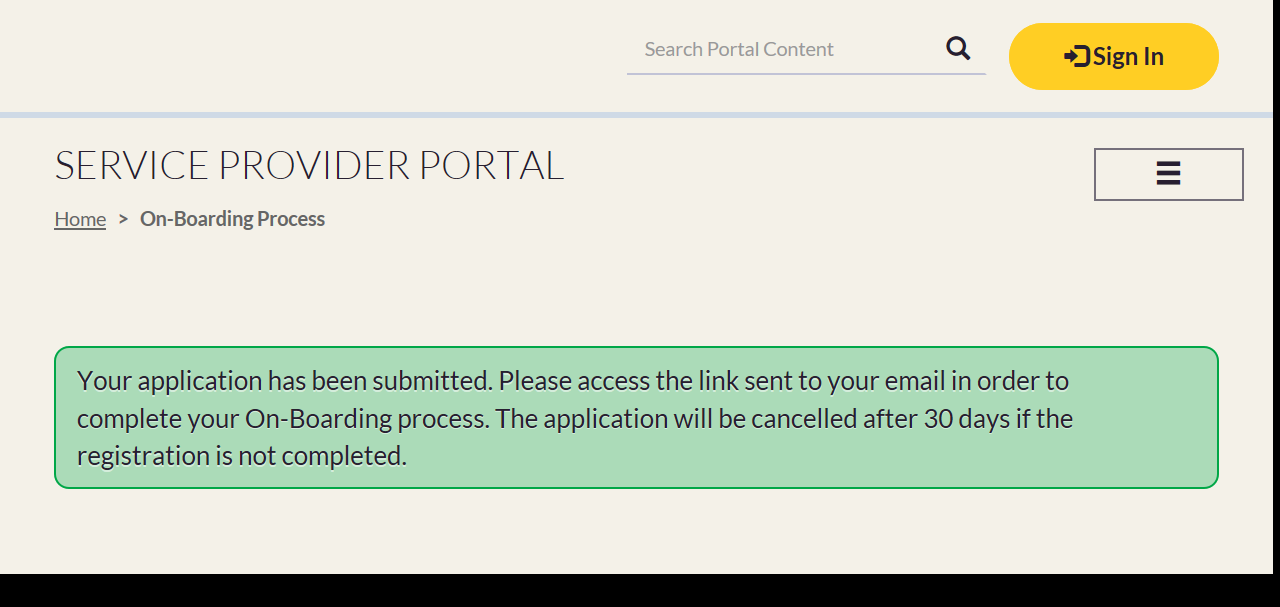 Search Portal Content
Sign In
SERVICE PROVIDER PORTAL
Home > On-Boarding Process
Your application has been submitted. Please access the link sent to your email in order to
complete your On-Boarding process. The application will be cancelled after 30 days if the
registration is not completed.